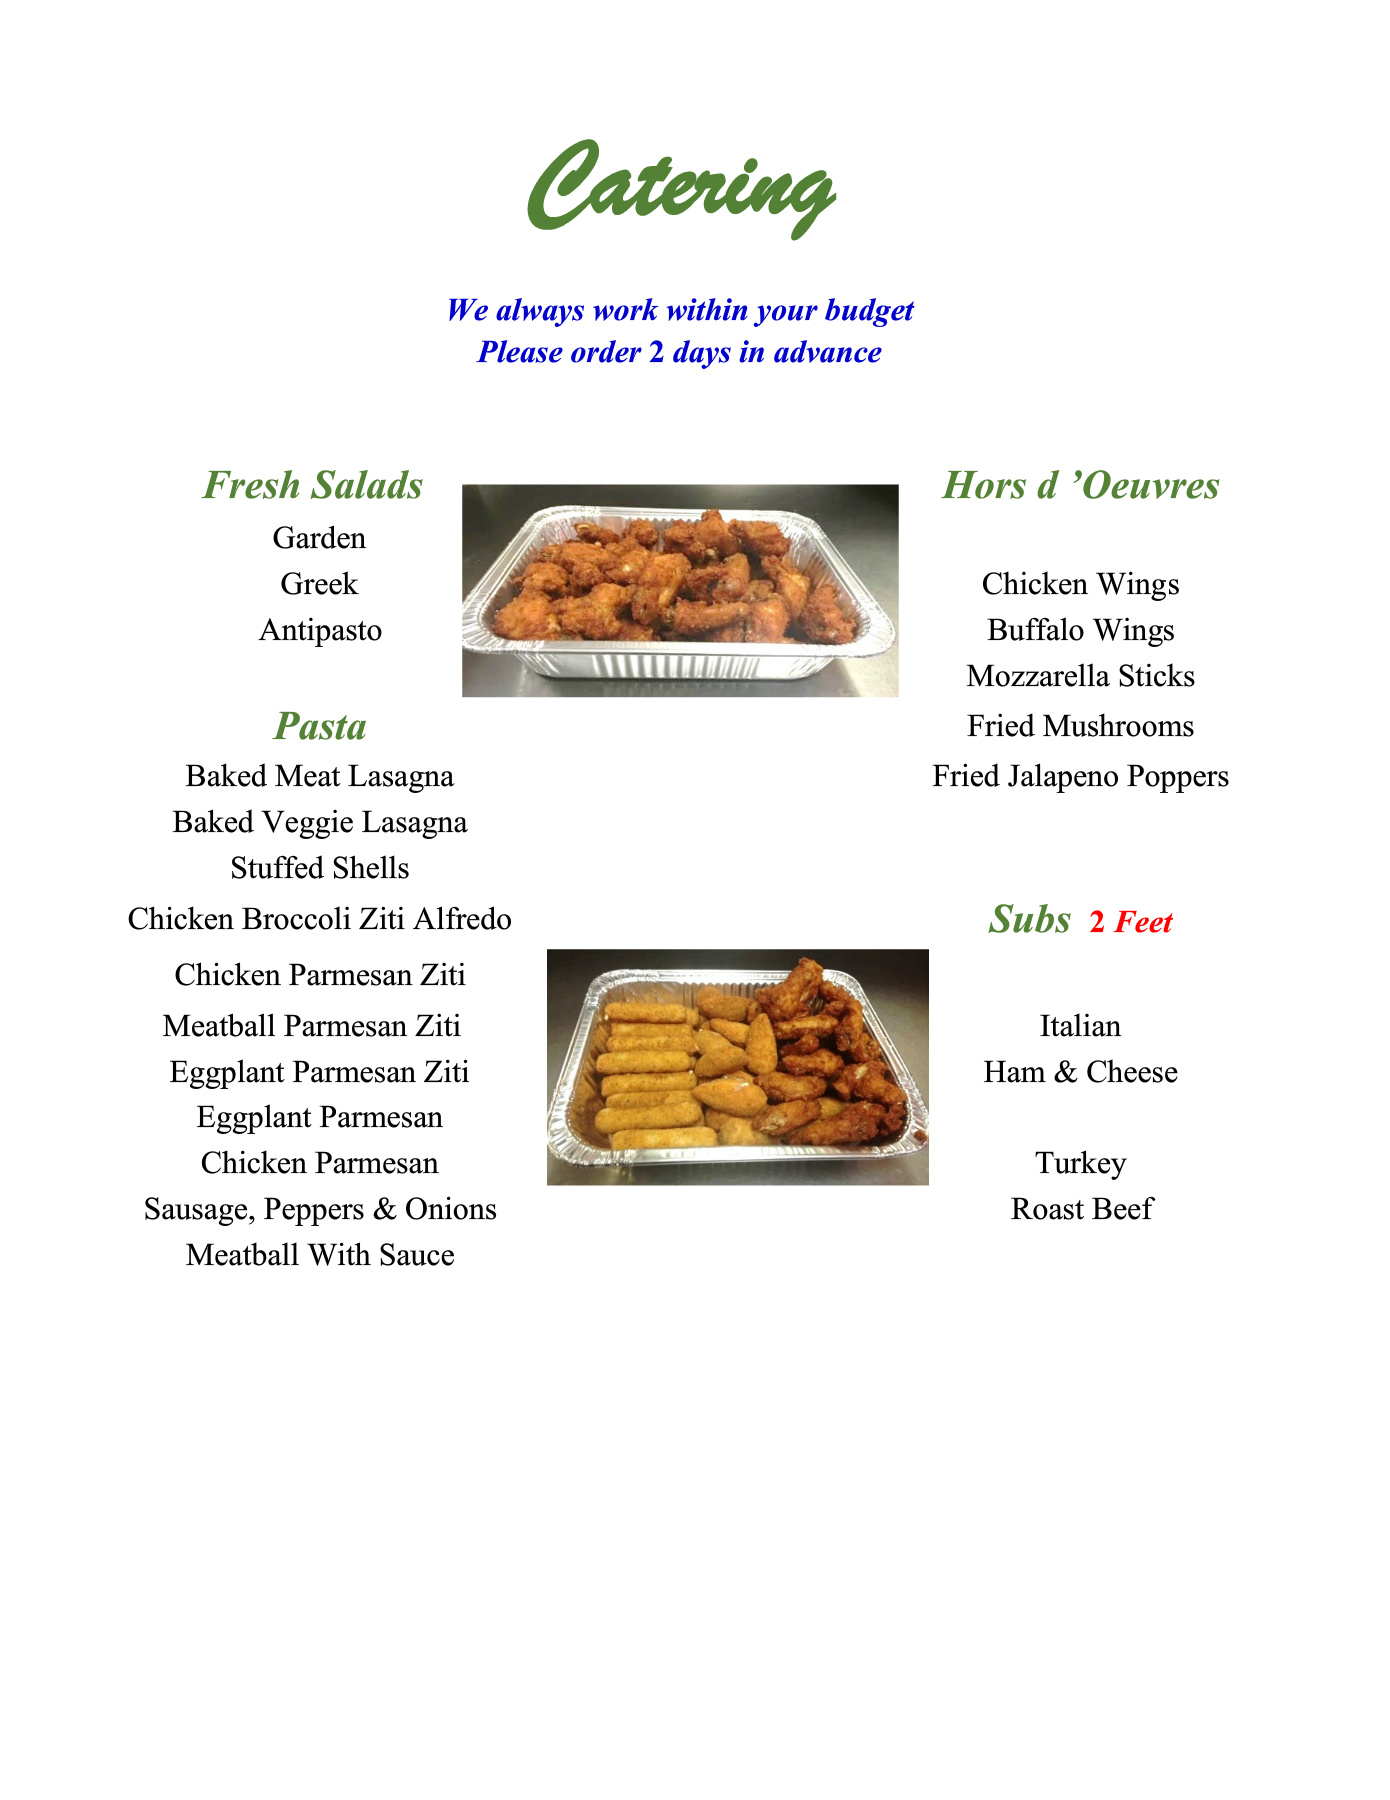 Catering
We always work within your budget
Please order 2 days in advance
Fresh Salads
Garden
Greek
Antipasto
Pasta
Baked Meat Lasagna
Baked Veggie Lasagna
Stuffed Shells
Chicken Broccoli Ziti Alfredo
Chicken Parmesan Ziti
Meatball Parmesan Ziti
Eggplant Parmesan Ziti
Eggplant Parmesan
Chicken Parmesan
Sausage, Peppers & Onions
Meatball With Sauce
Hors d ’Oeuvres
Chicken Wings
Buffalo Wings
Mozzarella Sticks
Fried Mushrooms
Fried Jalapeno Poppers
Subs 2 Feet
Italian
Ham & Cheese
Turkey
Roast Beef